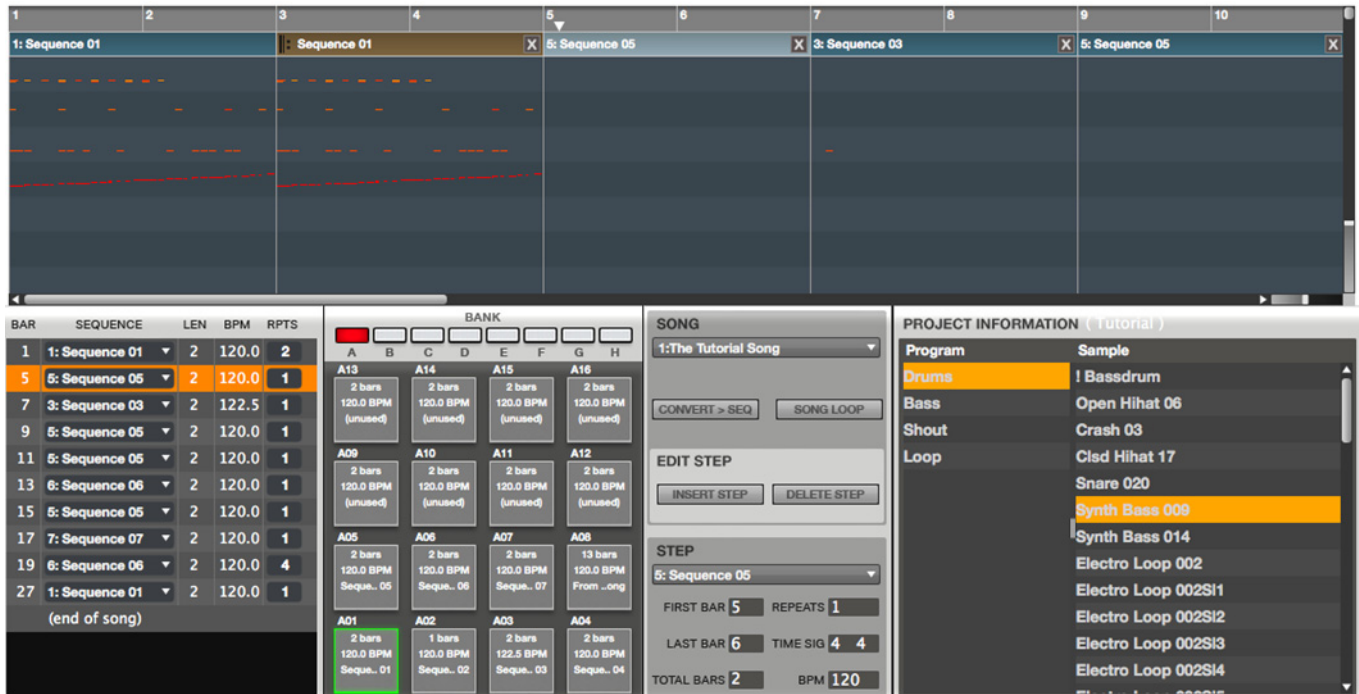 1 2 3 4 5 6 7 8 9 10
1: Sequence 01 Sequence 01 X 5: Sequence 05 X 3: Sequence 03 X 5: Sequence 05 X
BAR SEQUENCE LEN BPM RPTS
1 1: Sequence 01 2 120.0 2
5 5: Sequence 05 2 120.0 1
7 3: Sequence 03 2 122.5 1
9 5: Sequence 05 2 120.0 1
11 5: Sequence 05 2 120.0 1
13 6: Sequence 06 2 120.0 1
15 5: Sequence 05 2 120.0 1
17 7: Sequence 07 2 120.0 1
19 6: Sequence 06 2 120.0 4
27 1: Sequence 01 2 120.0 1
(end of song)
BANK
A B C D E F G H
A13 A14 A15 A16
2 bars 2 bars 2 bars 2 bars
120.0 BPM 120.0 BPM 120.0 BPM 120.0 BPM
(unused) (unused) (unused) (unused)
A09 A10 A11 A12
2 bars 2 bars 2 bars 2 bars
120.0 BPM 120.0 BPM 120.0 BPM 120.0 BPM
(unused) (unused) (unused) (unused)
A05 A06 A07 A08
2 bars 2 bars 2 bars 13 bars
120.0 BPM 120.0 BPM 120.0 BPM 120.0 BPM
Seque.. 05 Seque.. 06 Seque.. 07 From ..ong
A01 A02 A03 A04
2 bars 1 bars 2 bars 2 bars
120.0 BPM 120.0 BPM 122.5 BPM 120.0 BPM
Seque.. 01 Seque.. 02 Seque.. 03 Seque.. 04
SONG
1:The Tutorial Song
CONVERT > SEQ SONG LOOP
EDIT STEP
INSERT STEP DELETE STEP
STEP
5: Sequence 05
FIRST BAR 5 REPEATS 1
LAST BAR 6 TIME SIG 4 4
TOTAL BARS 2 BPM 120
PROJECT INFORMATION ( Tutorial )
Program Sample
Drums ! Bassdrum
Bass Open Hihat 06
Shout Crash 03
Loop Clsd Hihat 17
Snare 020
Synth Bass 009
Synth Bass 014
Electro Loop 002
Electro Loop 002Sl1
Electro Loop 002Sl2
Electro Loop 002Sl3
Electro Loop 002Sl4